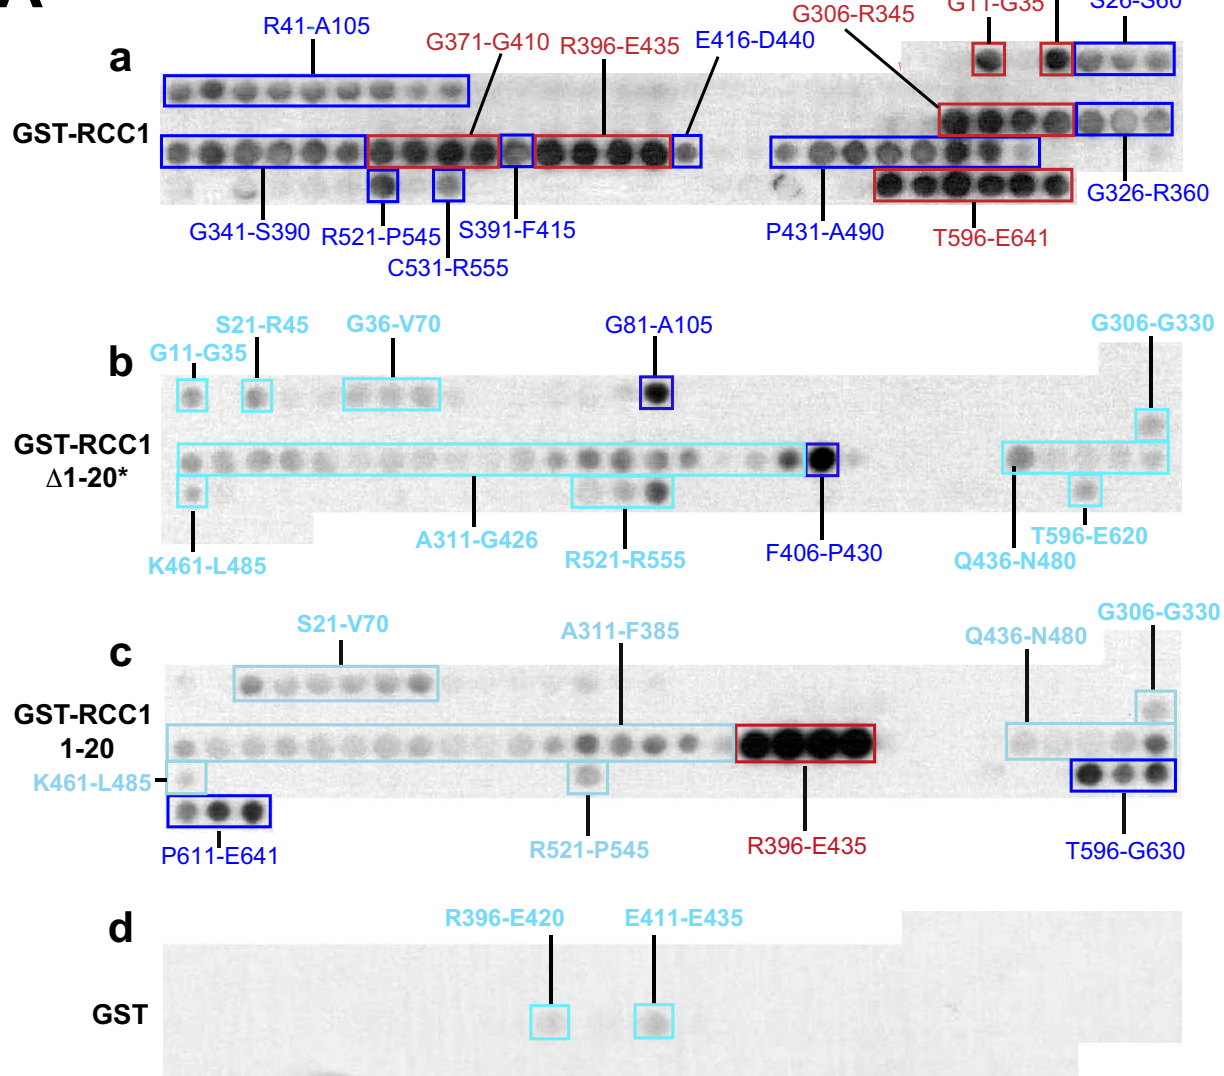 G11-G35
S26-S60
G306-R345
R41-A105
G371-G410
R396-E435
E416-D440
a
GST-RCC1
G341-S390
R521-P545
S391-F415
C531-R555
P431-A490
T596-E641
G326-R360
b
S21-R45
G36-V70
G81-A105
G306-G330
G11-G35
GST-RCC1
Δ1-20*
K461-L485
A311-G426
R521-R555
F406-P430
Q436-N480
T596-E620
c
S21-V70
A311-F385
Q436-N480
G306-G330
GST-RCC1
1-20
K461-L485
P611-E641
R521-P545
R396-E435
T596-G630
d
R396-E420
E411-E435
GST